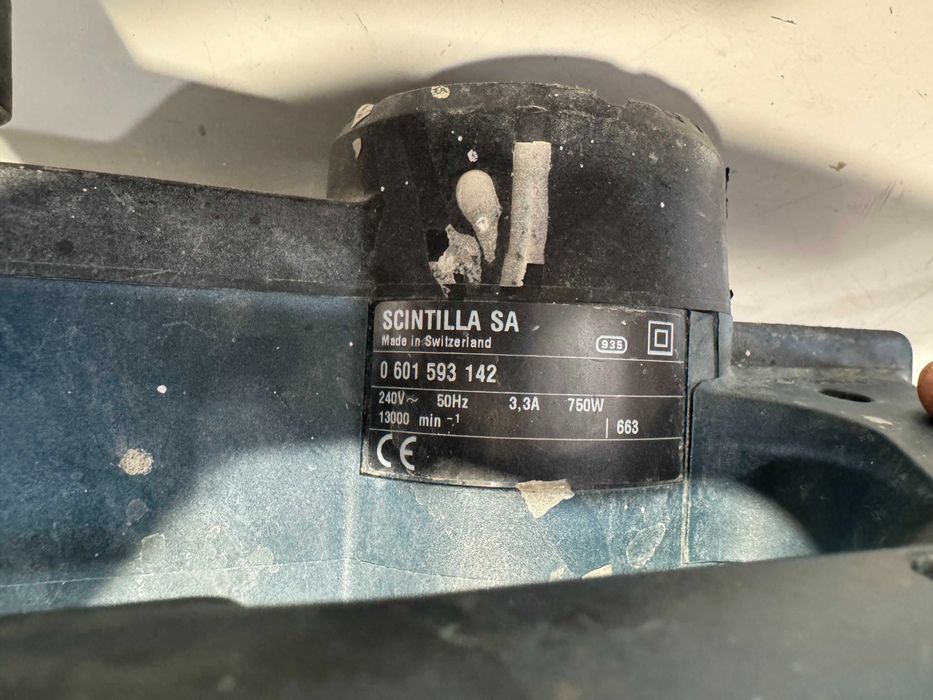 SCINTILLA SA
Made in Switzerland 935
0 601 593 142
240V~ 50Hz 3,3A 750W
13000 min⁻¹ 663
CE